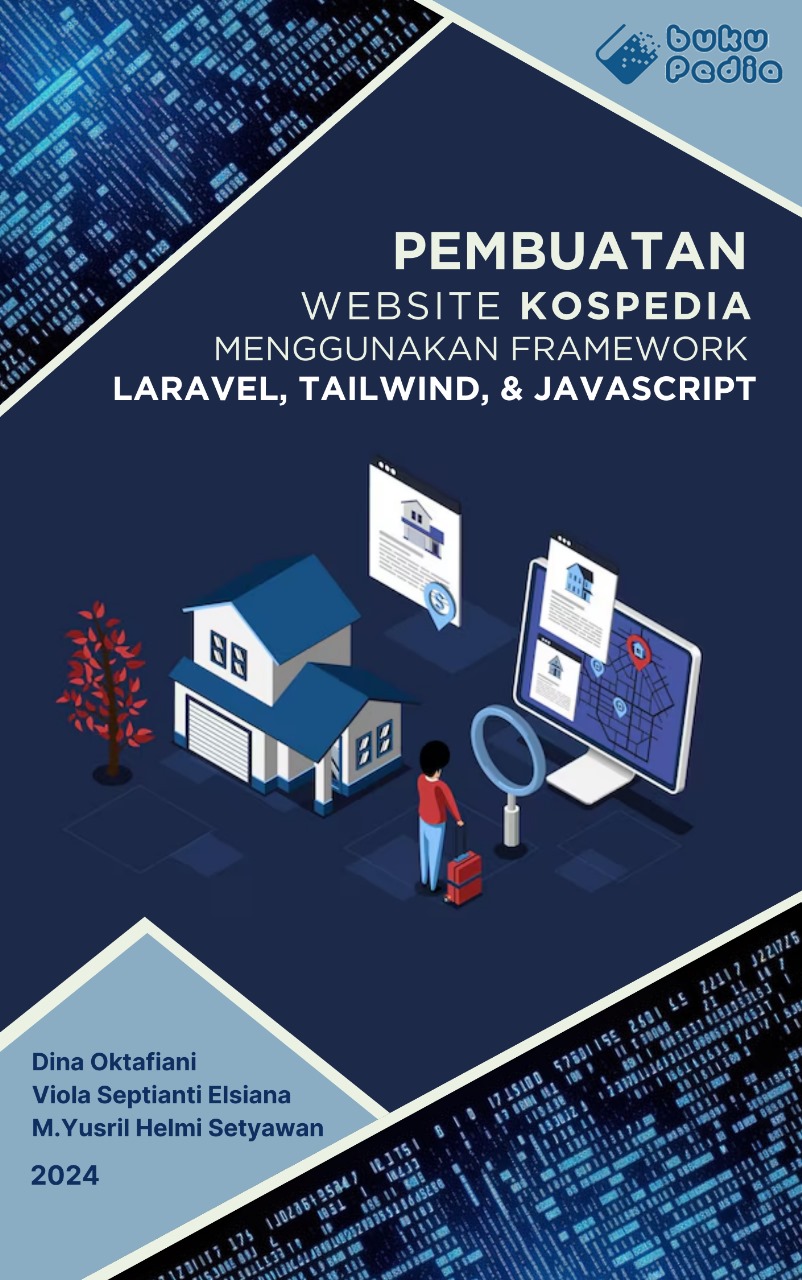 buku
Pedia
PEMBUATAN
WEBSITE KOSPEDIA
MENGGUNAKAN FRAMEWORK
LARAVEL, TAILWIND, & JAVASCRIPT
Dina Oktafiani
Viola Septianti Elsiana
M.Yusril Helmi Setyawan
2024